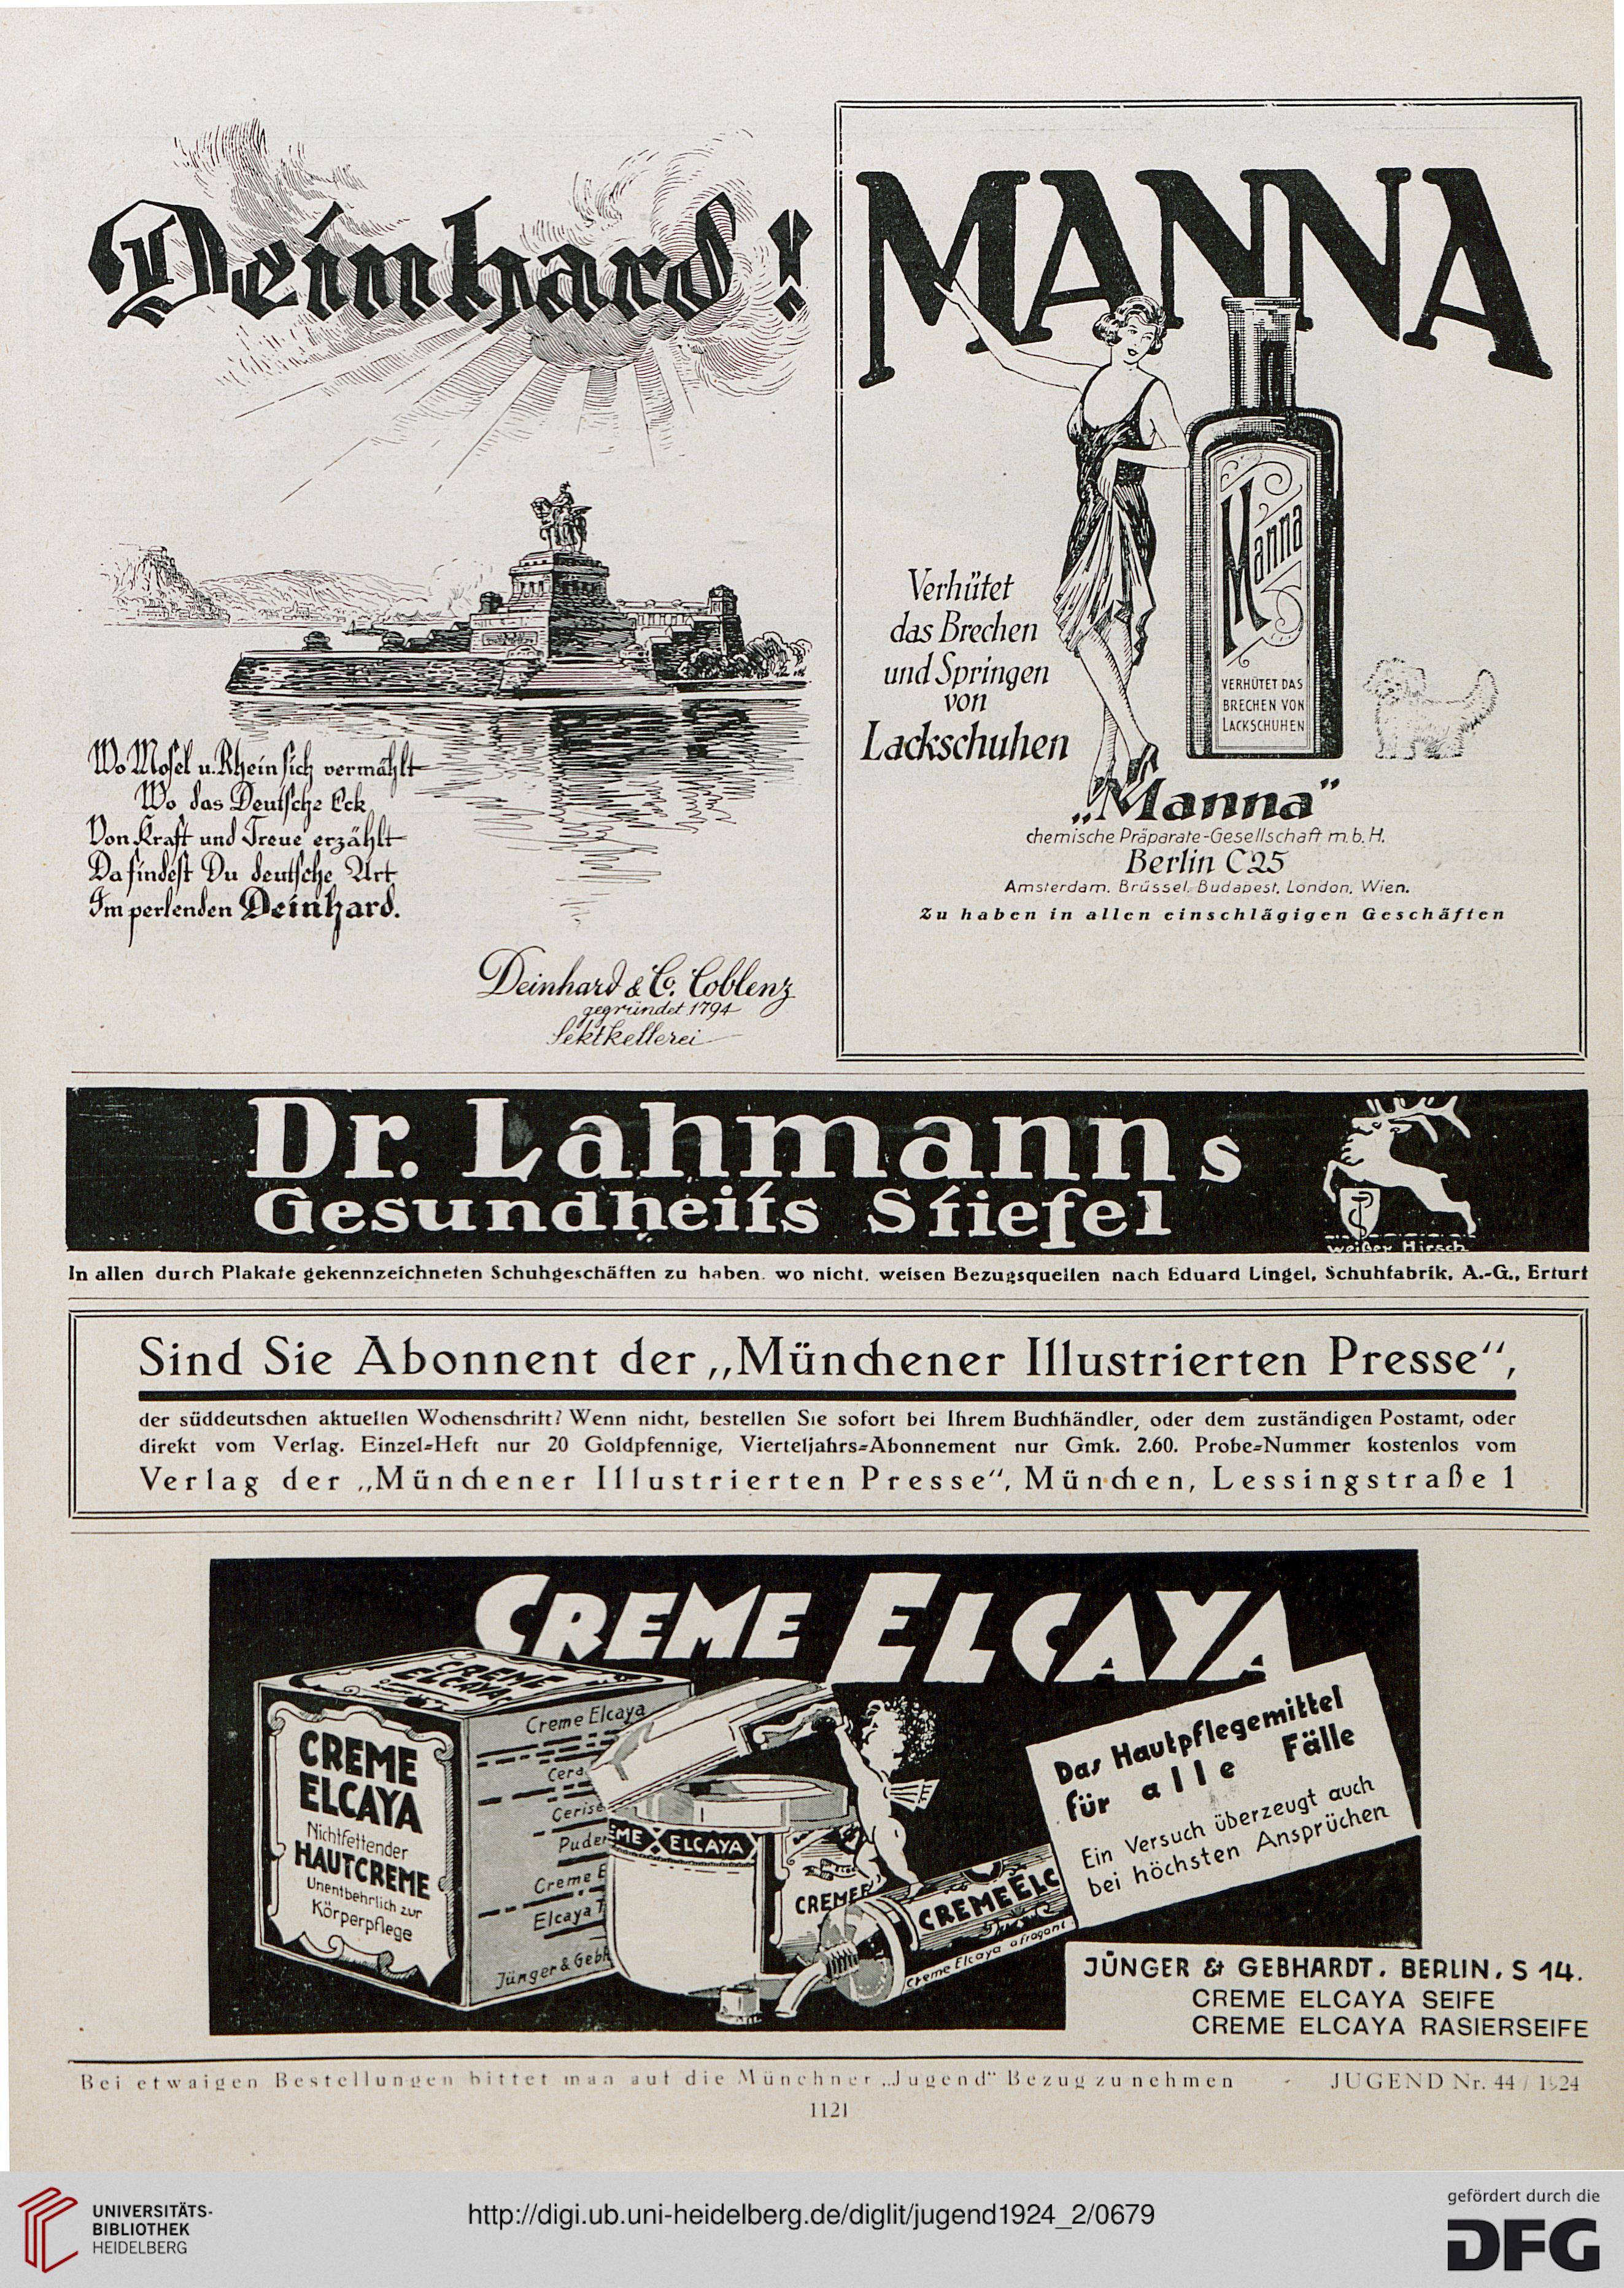 Deinhard!
Wo Mosel u. Rhein sich vermählt
Wo das Deutsche Eck
Von Kraft und Treue erzählt
Da findest Du deutsche Art
Im perlenden Deinhard.
Deinhard & Co. Coblenz
gegründet 1794
Sektkellerei
MANNA
Verhütet
das Brechen
und Springen
von
Lackschuhen
Manna
VERHÜTET DAS
BRECHEN VON
LACKSCHUHEN
„Manna"
chemische Präparate-Gesellschaft m.b.H.
Berlin C25
Amsterdam. Brüssel. Budapest. London. Wien.
Zu haben in allen einschlägigen Geschäften
Dr. Lahmanns
Gesundheits Stiefel
weißer Hirsch
In allen durch Plakate gekennzeichneten Schuhgeschäften zu haben. wo nicht, weisen Bezugsquellen nach Eduard Lingel, Schuhfabrik, A.-G., Erfurt
Sind Sie Abonnent der „Münchener Illustrierten Presse",
der süddeutschen aktuellen Wochenschrift? Wenn nicht, bestellen Sie sofort bei Ihrem Buchhändler, oder dem zuständigen Postamt, oder
direkt vom Verlag. Einzel-Heft nur 20 Goldpfennige, Vierteljahrs-Abonnement nur Gmk. 2.60. Probe-Nummer kostenlos vom
Verlag der „Münchener Illustrierten Presse", München, Lessingstraße 1
CREME ELCAYA
CREME
ELCAYA
CREME
ELCAYA
Nichtfettender
HAUTCREME
Unentbehrlich zur
Körperpflege
Creme Elcaya
Cera
Cerise
Puder
Creme E
Elcaya T
Jünger & Gebh
EME ELCAYA
CREME E
CREME ELC
Creme Elcaya
Das Hautpflegemittel
für alle Fälle
Ein Versuch überzeugt auch
bei höchsten Ansprüchen
JÜNGER & GEBHARDT. BERLIN. S 14.
CREME ELCAYA SEIFE
CREME ELCAYA RASIERSEIFE
Bei etwaigen Bestellungen bittet man auf die Münchner „Jugend" Bezug zu nehmen - JUGEND Nr. 44 / 1924
1121
UNIVERSITÄTS-
BIBLIOTHEK
HEIDELBERG
http://digi.ub.uni-heidelberg.de/diglit/jugend1924_2/0679
gefördert durch die
DFG